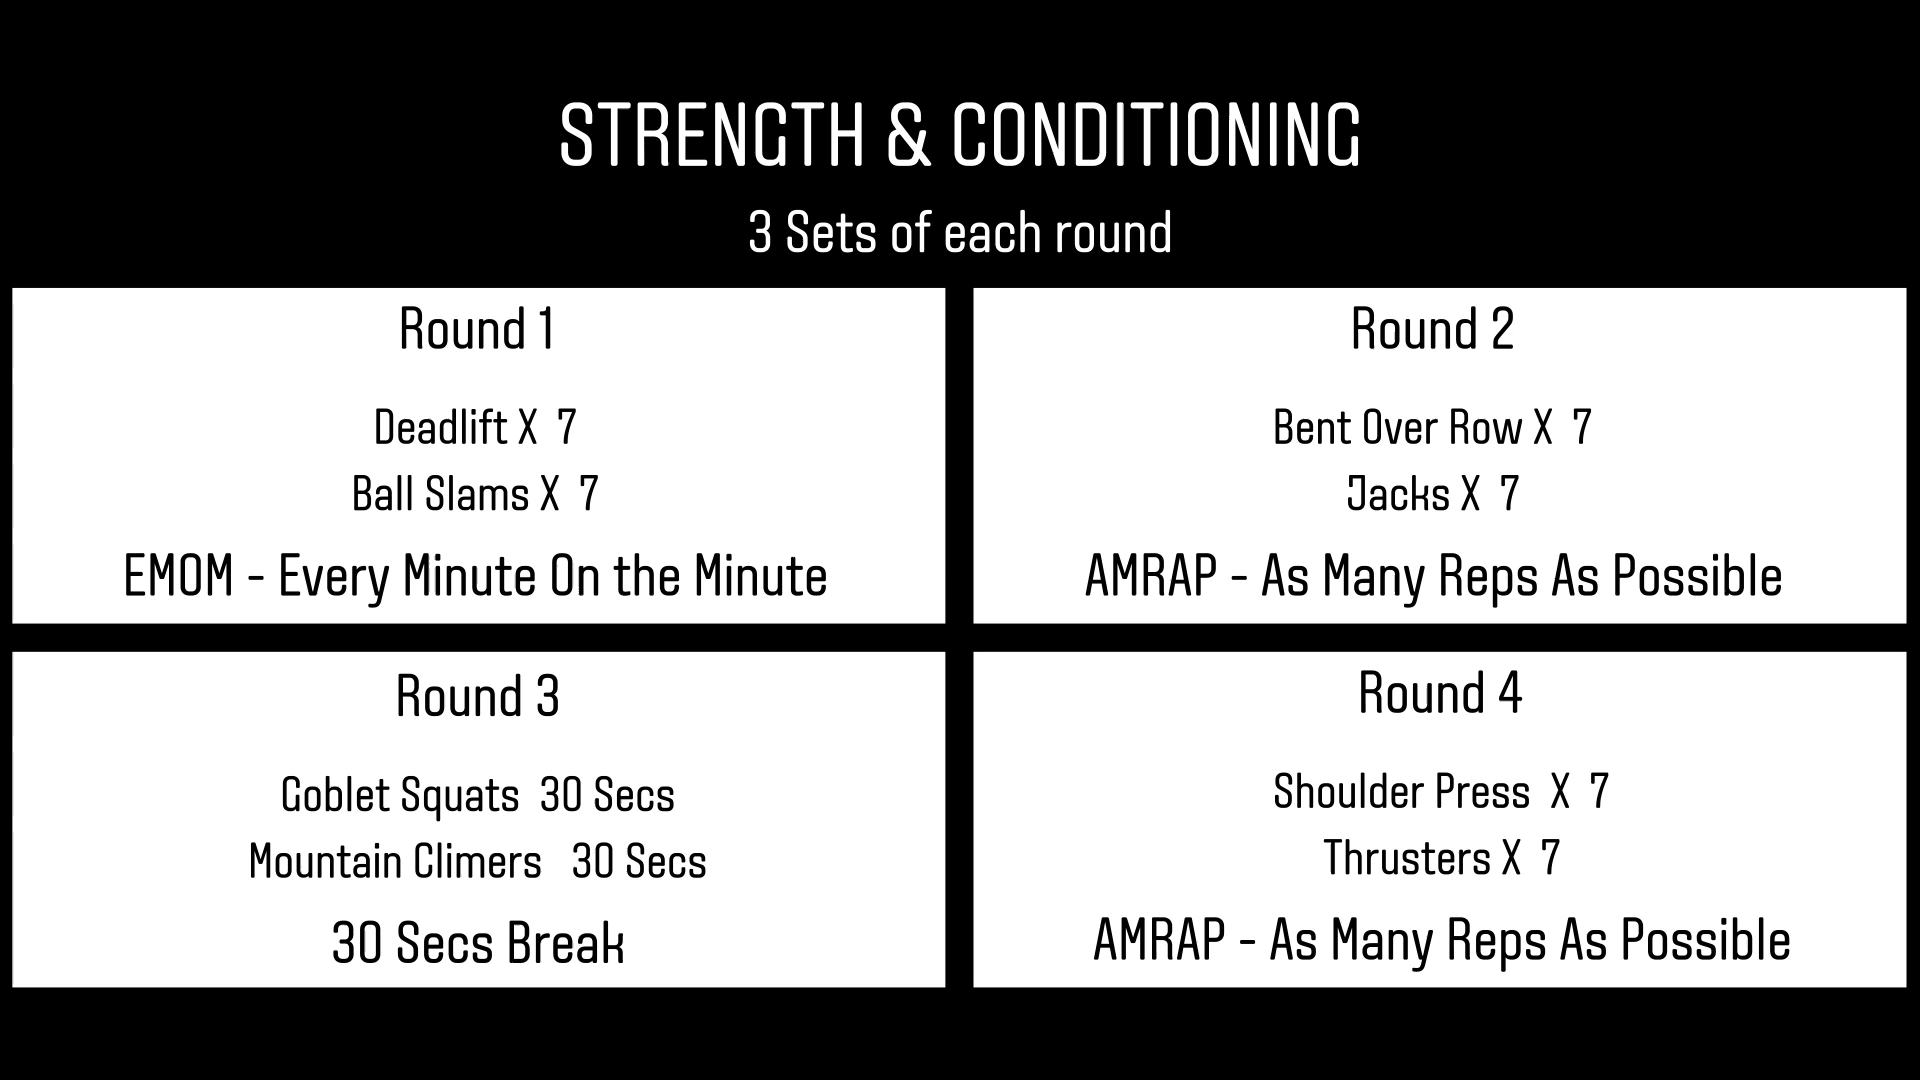 STRENGTH & CONDITIONING
3 Sets of each round
Round 1
Deadlift X 7
Ball Slams X 7
EMOM - Every Minute On the Minute
Round 2
Bent Over Row X 7
Jacks X 7
AMRAP - As Many Reps As Possible
Round 3
Goblet Squats 30 Secs
Mountain Climers 30 Secs
30 Secs Break
Round 4
Shoulder Press X 7
Thrusters X 7
AMRAP - As Many Reps As Possible